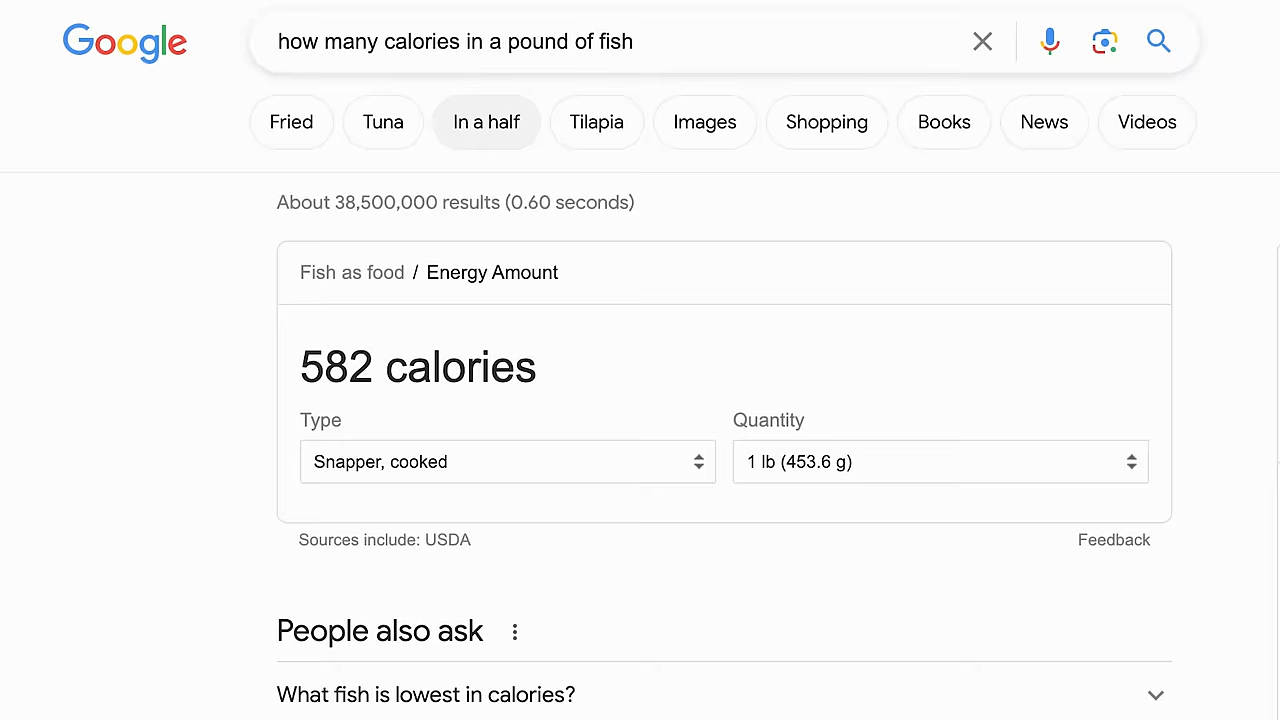 Google
how many calories in a pound of fish
Fried Tuna In a half Tilapia Images Shopping Books News Videos
About 38,500,000 results (0.60 seconds)
Fish as food / Energy Amount
582 calories
Type Quantity
Snapper, cooked 1 lb (453.6 g)
Sources include: USDA Feedback
People also ask
What fish is lowest in calories?